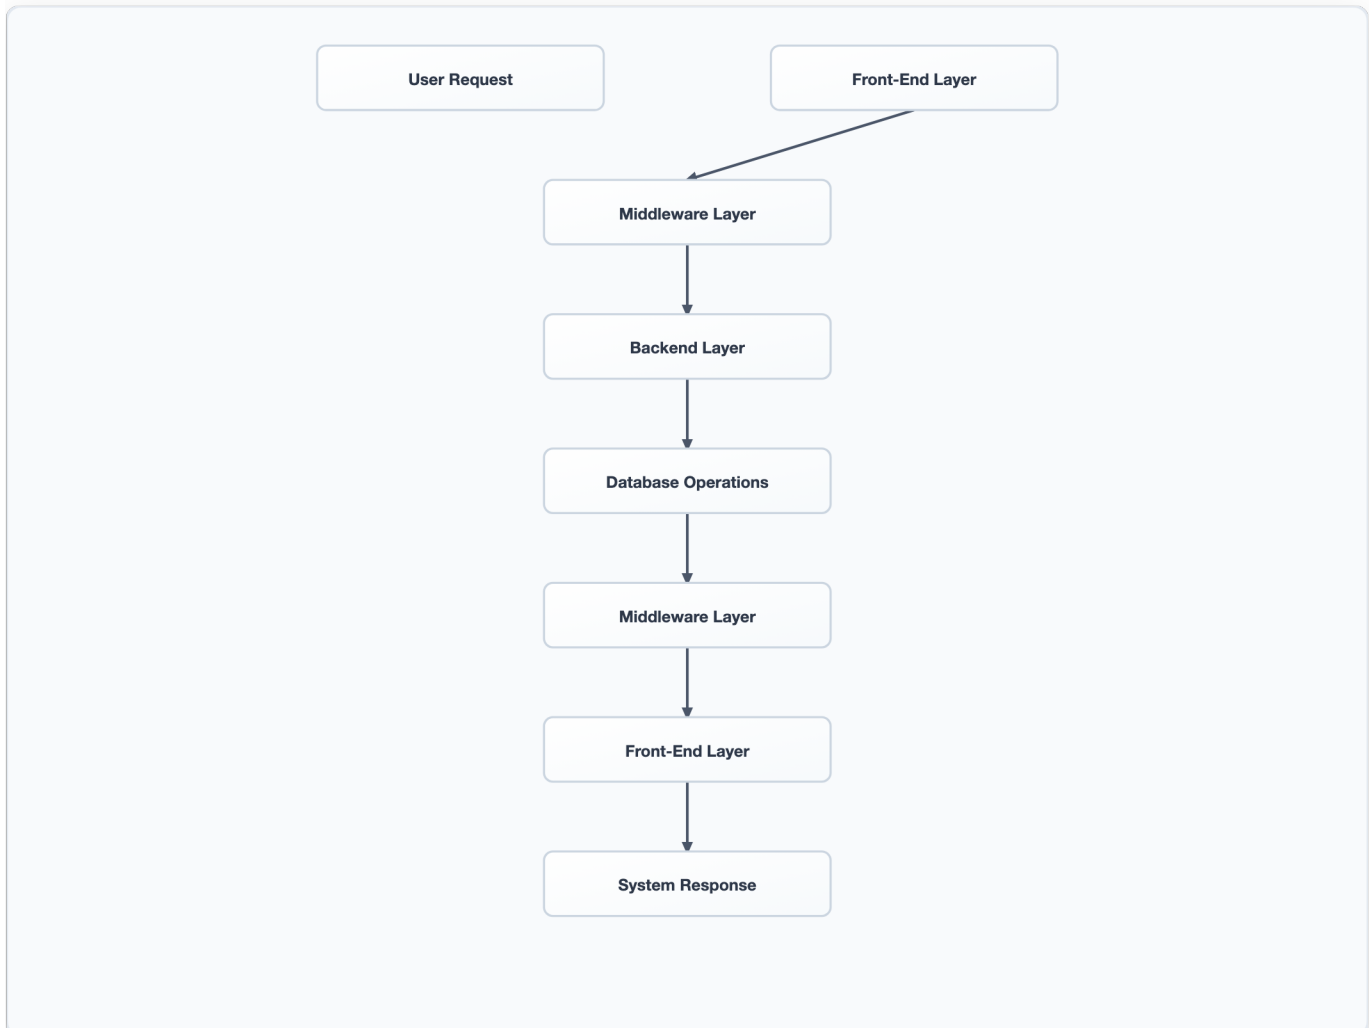 User Request
Front-End Layer
Middleware Layer
Backend Layer
Database Operations
Middleware Layer
Front-End Layer
System Response